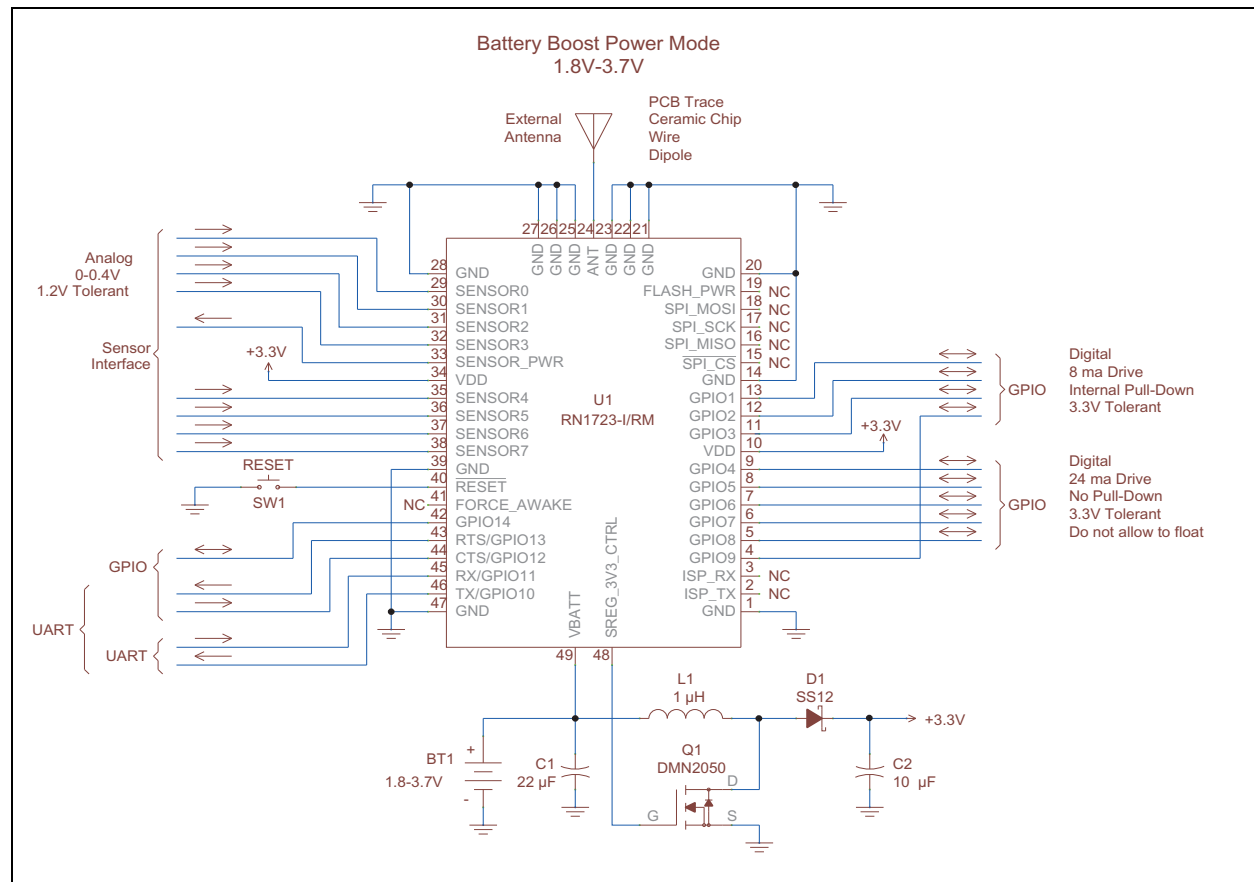 Battery Boost Power Mode
1.8V-3.7V
External
Antenna
PCB Trace
Ceramic Chip
Wire
Dipole
27 26 25 24 23 22 21
GND GND GND ANT GND GND GND
Analog
0-0.4V
1.2V Tolerant
Sensor
Interface
+3.3V
RESET
SW1
NC
GPIO
UART
UART
28 GND
29 SENSOR0
30 SENSOR1
31 SENSOR2
32 SENSOR3
33 SENSOR_PWR
34 VDD
35 SENSOR4
36 SENSOR5
37 SENSOR6
38 SENSOR7
39 GND
40 RESET
41 FORCE_AWAKE
42 GPIO14
43 RTS/GPIO13
44 CTS/GPIO12
45 RX/GPIO11
46 TX/GPIO10
47 GND
U1
RN1723-I/RM
GND 20
FLASH_PWR 19 NC
SPI_MOSI 18 NC
SPI_SCK 17 NC
SPI_MISO 16 NC
SPI_CS 15 NC
GND 14
GPIO1 13
GPIO2 12
GPIO3 11
VDD 10
+3.3V
GPIO4 9
GPIO5 8
GPIO6 7
GPIO7 6
GPIO8 5
GPIO9 4
ISP_RX 3 NC
ISP_TX 2 NC
GND 1
GPIO
Digital
8 ma Drive
Internal Pull-Down
3.3V Tolerant
GPIO
Digital
24 ma Drive
No Pull-Down
3.3V Tolerant
Do not allow to float
VBATT
SREG_3V3_CTRL
49 48
L1
1 µH
D1
SS12
+3.3V
BT1
1.8-3.7V
+
-
C1
22 µF
Q1
DMN2050
D
G S
C2
10 µF